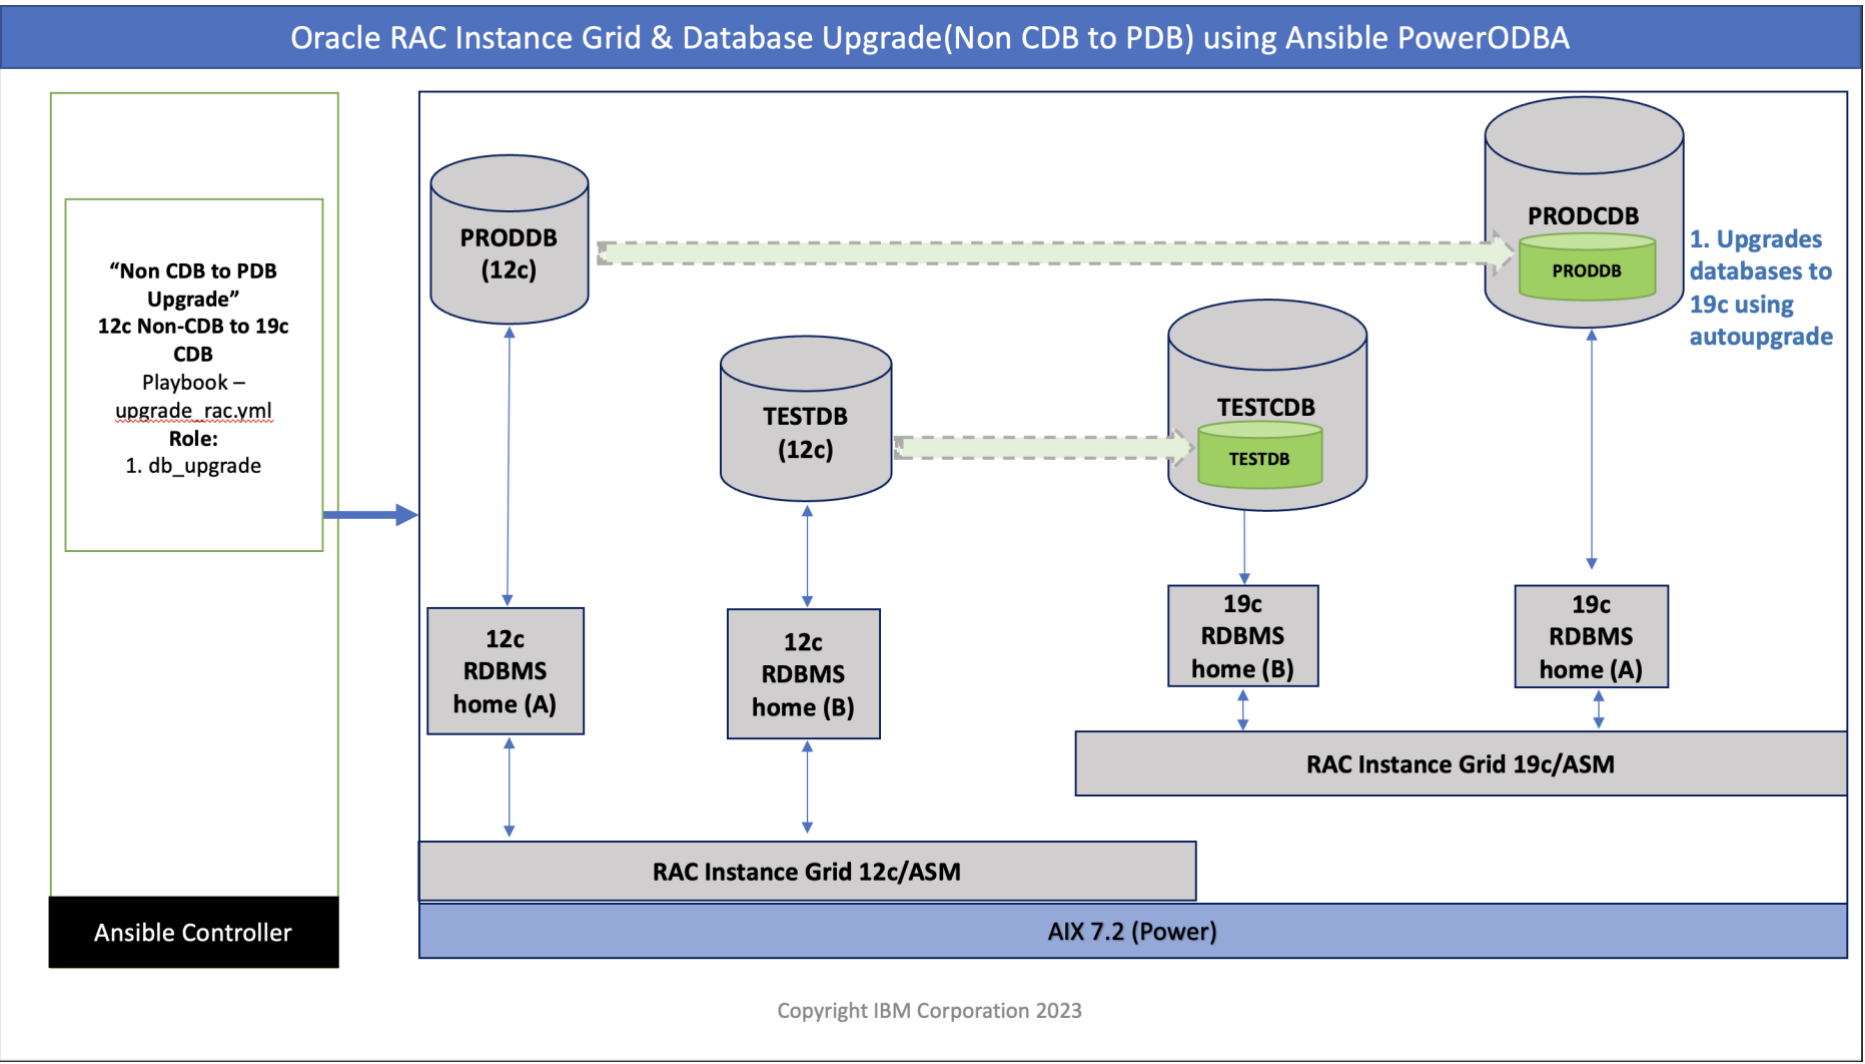 Oracle RAC Instance Grid & Database Upgrade(Non CDB to PDB) using Ansible PowerODBA
“Non CDB to PDB
Upgrade”
12c Non-CDB to 19c
CDB
Playbook –
upgrade_rac.yml
Role:
1. db_upgrade
Ansible Controller
PRODDB
(12c)
TESTDB
(12c)
TESTCDB
TESTDB
PRODCDB
PRODDB
1. Upgrades
databases to
19c using
autoupgrade
12c
RDBMS
home (A)
12c
RDBMS
home (B)
19c
RDBMS
home (B)
19c
RDBMS
home (A)
RAC Instance Grid 19c/ASM
RAC Instance Grid 12c/ASM
AIX 7.2 (Power)
Copyright IBM Corporation 2023